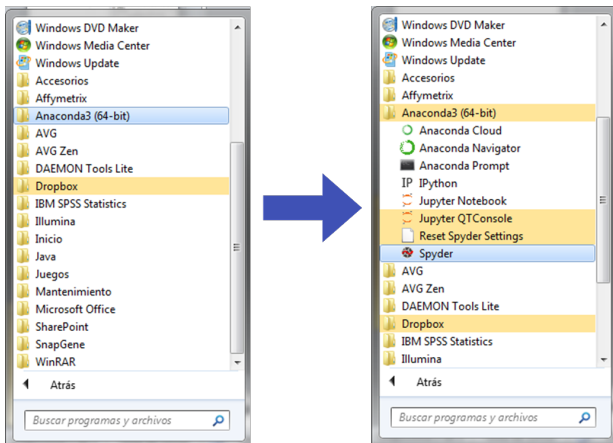 Windows DVD Maker
Windows Media Center
Windows Update
Accesorios
Affymetrix
Anaconda3 (64-bit)
AVG
AVG Zen
DAEMON Tools Lite
Dropbox
IBM SPSS Statistics
Illumina
Inicio
Java
Juegos
Mantenimiento
Microsoft Office
SharePoint
SnapGene
WinRAR
Atrás
Buscar programas y archivos
Windows DVD Maker
Windows Media Center
Windows Update
Accesorios
Affymetrix
Anaconda3 (64-bit)
Anaconda Cloud
Anaconda Navigator
Anaconda Prompt
IP IPython
Jupyter Notebook
Jupyter QTConsole
Reset Spyder Settings
Spyder
AVG
AVG Zen
DAEMON Tools Lite
Dropbox
IBM SPSS Statistics
Illumina
Atrás
Buscar programas y archivos